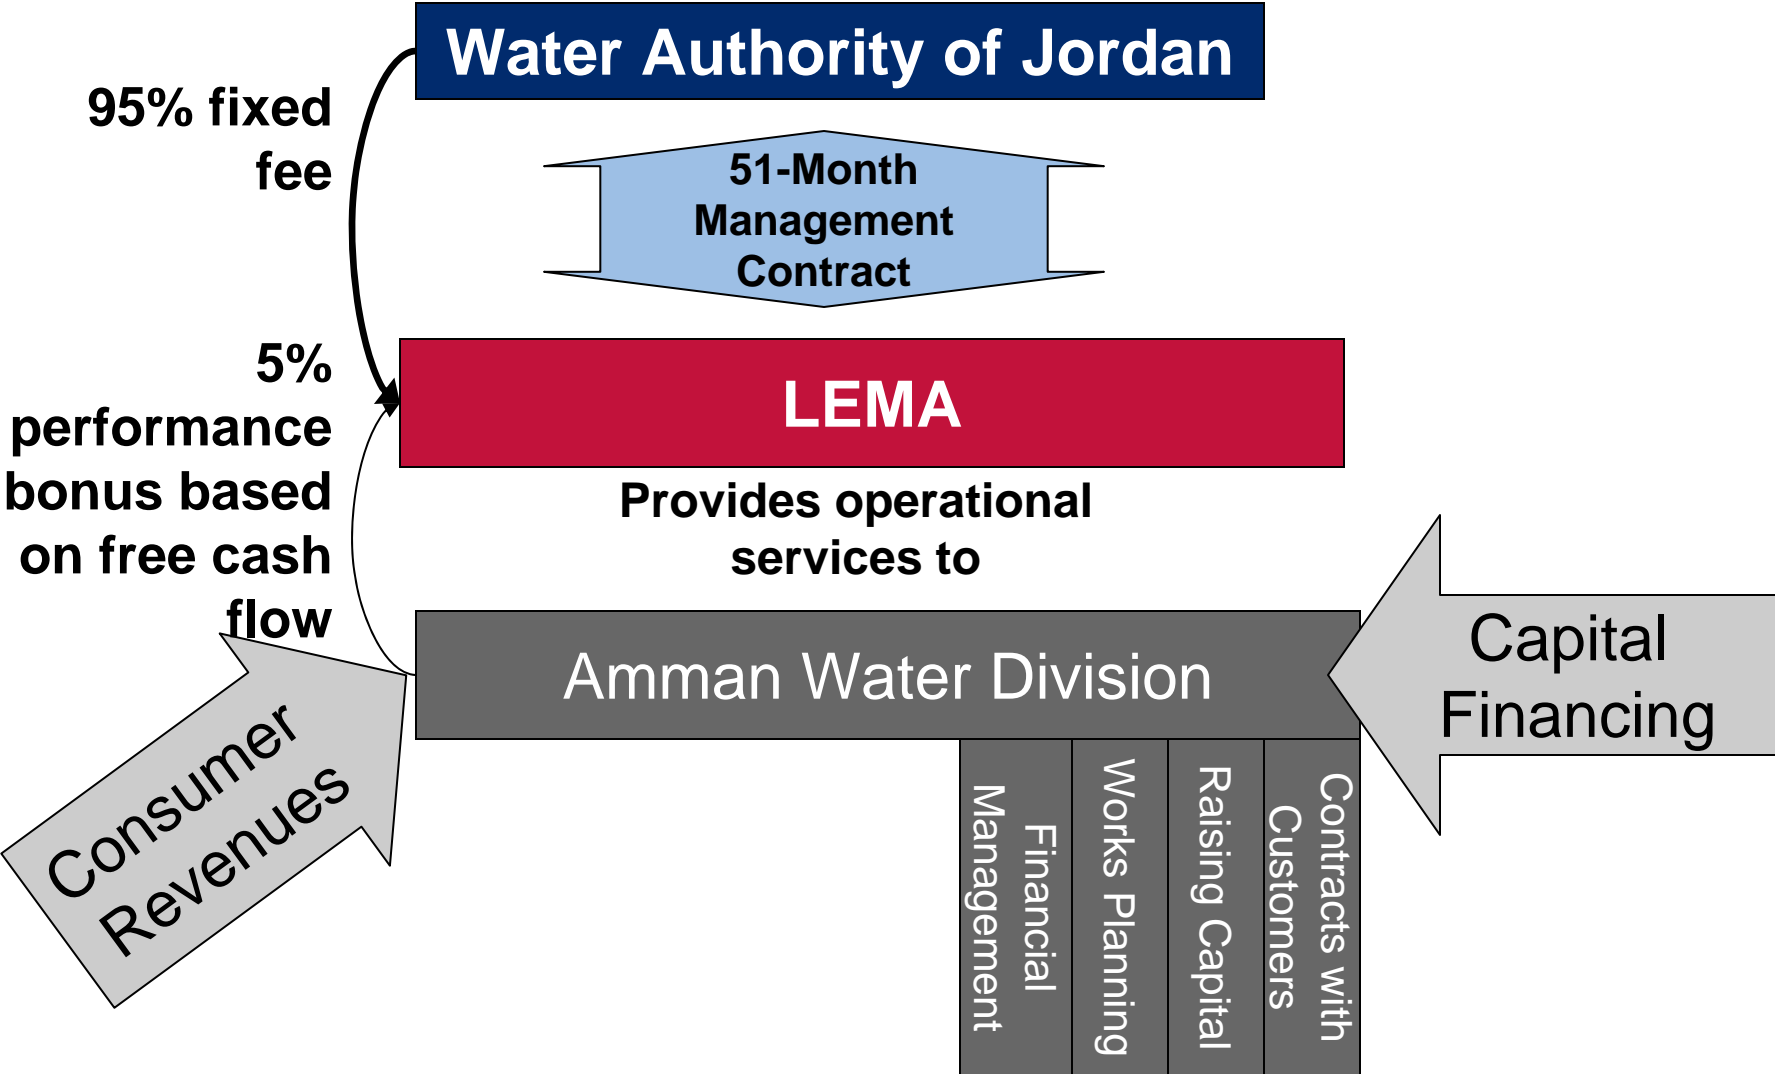 Water Authority of Jordan
95% fixed
fee
51-Month
Management
Contract
5%
performance
bonus based
on free cash
flow
LEMA
Provides operational
services to
Amman Water Division
Capital
Financing
Consumer
Revenues
Financial
Management
Works Planning
Raising Capital
Contracts with
Customers